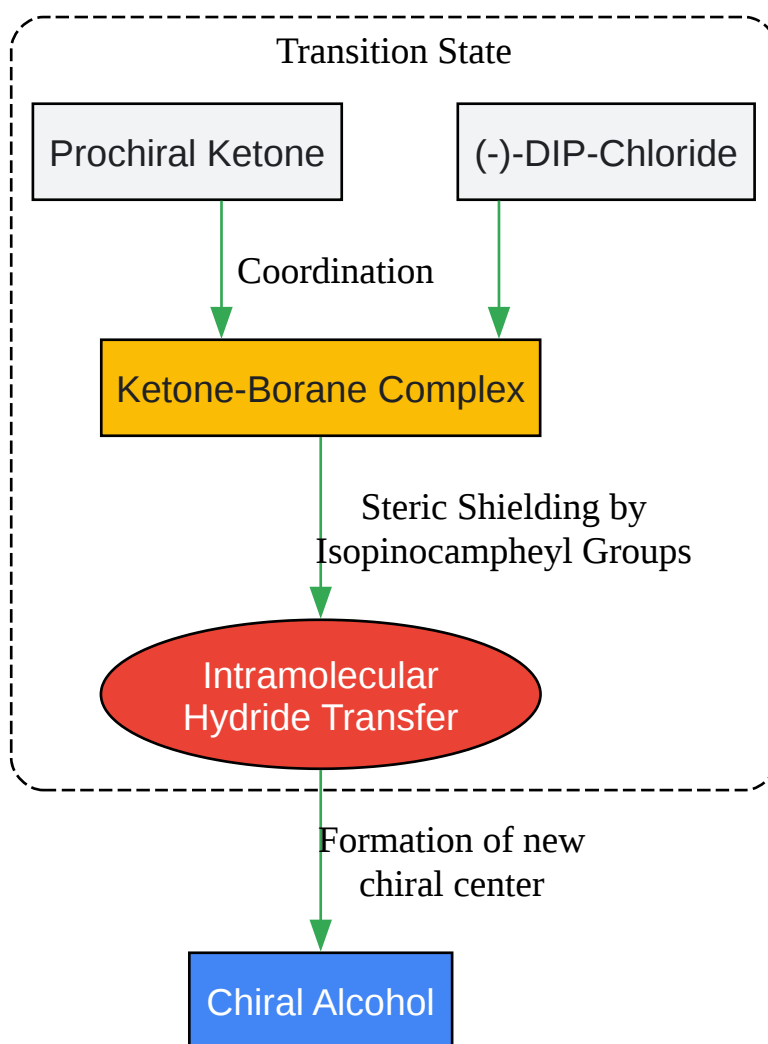 Transition State
Prochiral Ketone
(-)-DIP-Chloride
Coordination
Ketone-Borane Complex
Steric Shielding by
Isopinocampheyl Groups
Intramolecular
Hydride Transfer
Formation of new
chiral center
Chiral Alcohol